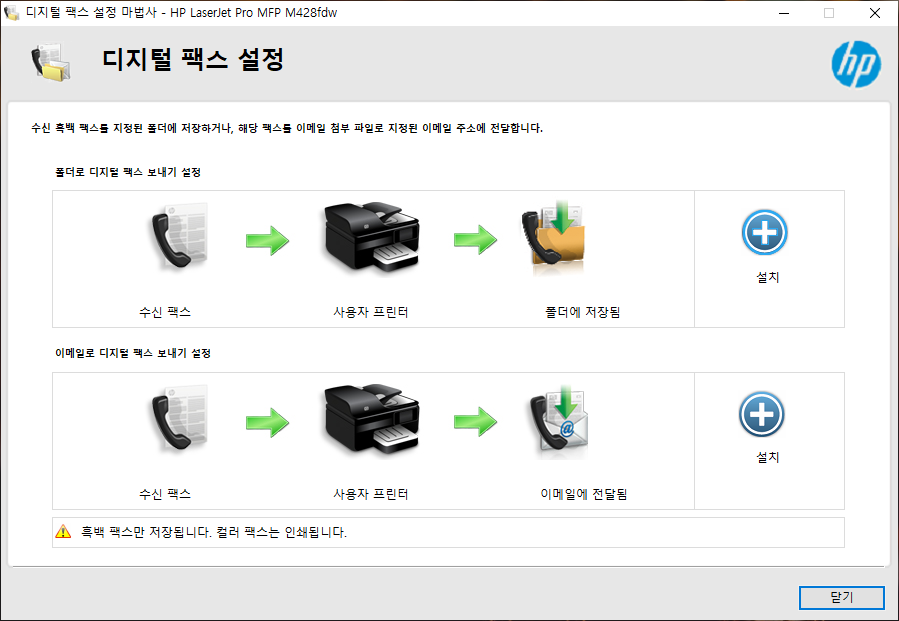 디지털 팩스 설정 마법사 - HP LaserJet Pro MFP M428fdw
디지털 팩스 설정
hp
수신 흑백 팩스를 지정된 폴더에 저장하거나, 해당 팩스를 이메일 첨부 파일로 지정된 이메일 주소에 전달합니다.
폴더로 디지털 팩스 보내기 설정
설치
수신 팩스 사용자 프린터 폴더에 저장됨
이메일로 디지털 팩스 보내기 설정
@
설치
수신 팩스 사용자 프린터 이메일에 전달됨
흑백 팩스만 저장됩니다. 컬러 팩스는 인쇄됩니다.
닫기